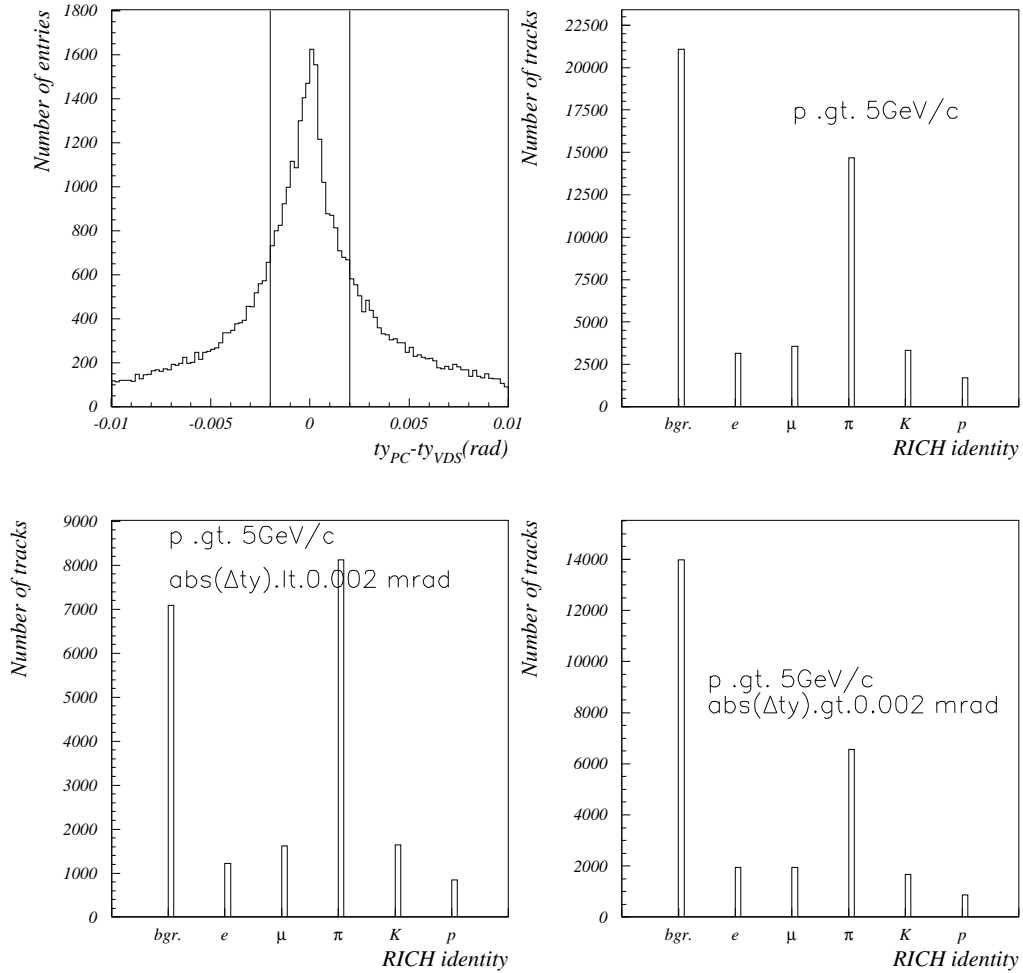 Number of entries
1800
1600
1400
1200
1000
800
600
400
200
0
-0.01
-0.005
0
0.005
0.01
ty_PC-ty_VDS(rad)
Number of tracks
22500
20000
17500
15000
12500
10000
7500
5000
2500
0
p .gt. 5GeV/c
bgr.
e
μ
π
K
p
RICH identity
Number of tracks
9000
8000
7000
6000
5000
4000
3000
2000
1000
0
p .gt. 5GeV/c
abs(Δty).lt.0.002 mrad
bgr.
e
μ
π
K
p
RICH identity
Number of tracks
14000
12000
10000
8000
6000
4000
2000
0
p .gt. 5GeV/c
abs(Δty).gt.0.002 mrad
bgr.
e
μ
π
K
p
RICH identity